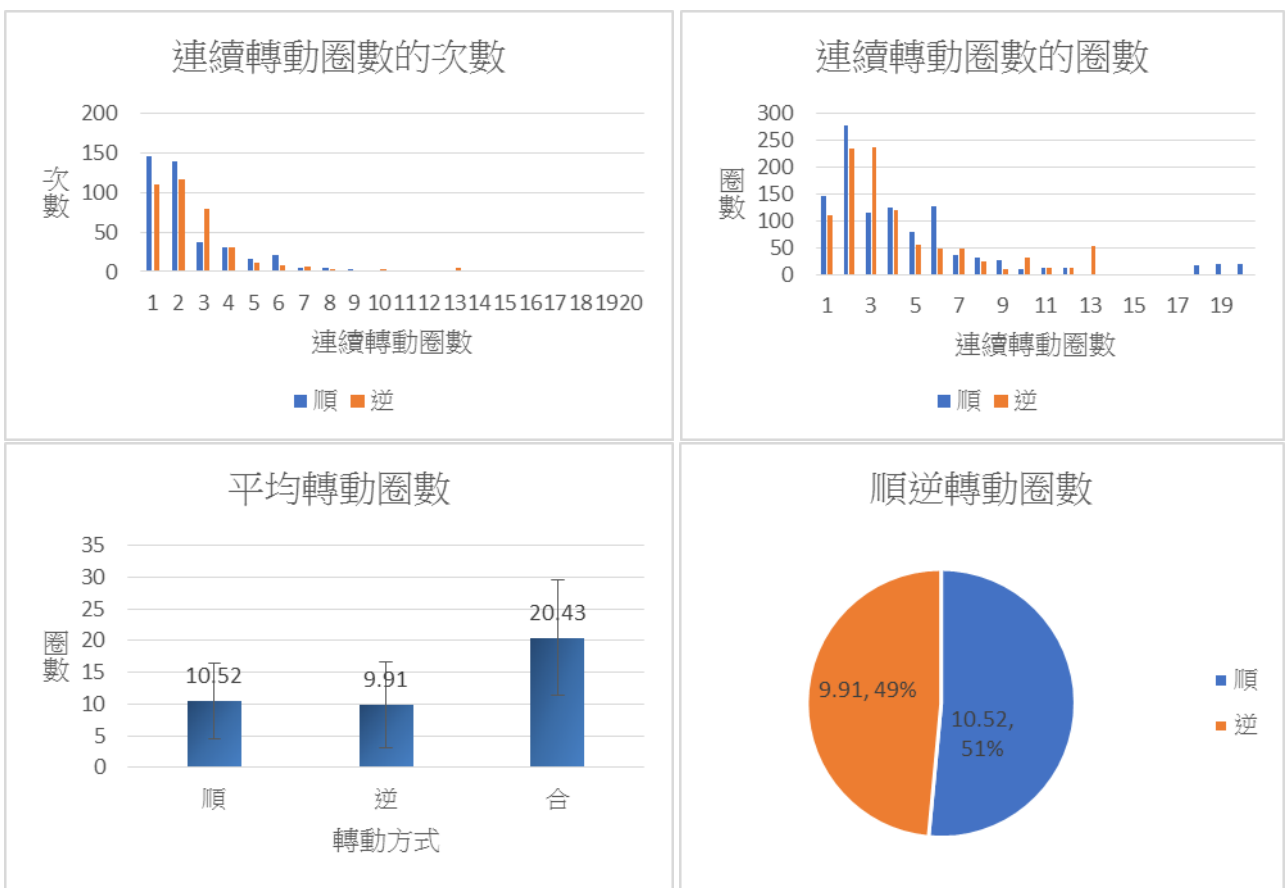 連續轉動圈數的次數
200
150
100
50
0
次數
1 2 3 4 5 6 7 8 9 10 11 12 13 14 15 16 17 18 19 20
連續轉動圈數
順 逆
連續轉動圈數的圈數
300
250
200
150
100
50
0
圈數
1 3 5 7 9 11 13 15 17 19
連續轉動圈數
順 逆
平均轉動圈數
35
30
25
20
15
10
5
0
圈數
10.52
9.91
20.43
順 逆 合
轉動方式
順逆轉動圈數
9.91, 49%
10.52,
51%
順
逆